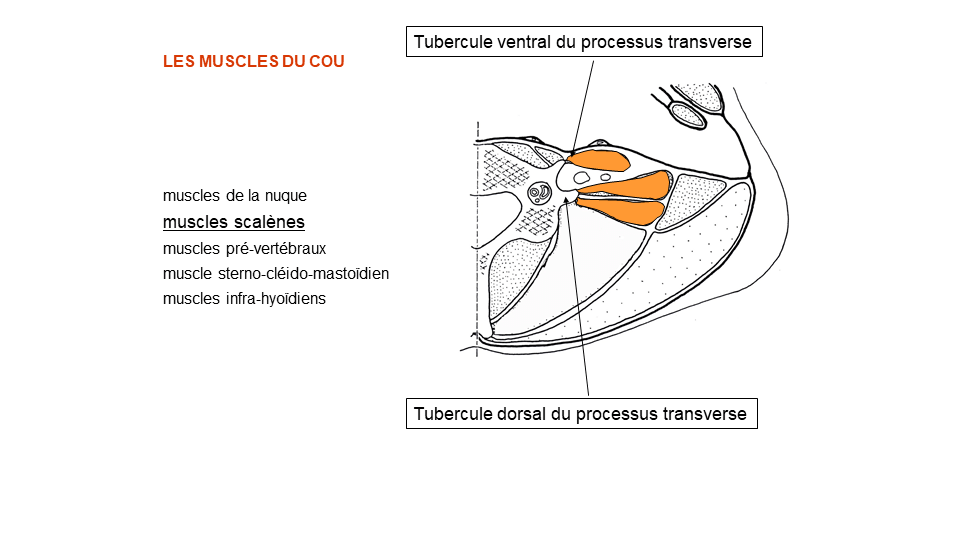 Tubercule ventral du processus transverse
LES MUSCLES DU COU
muscles de la nuque
muscles scalènes
muscles pré-vertébraux
muscle sterno-cléido-mastoïdien
muscles infra-hyoïdiens
Tubercule dorsal du processus transverse